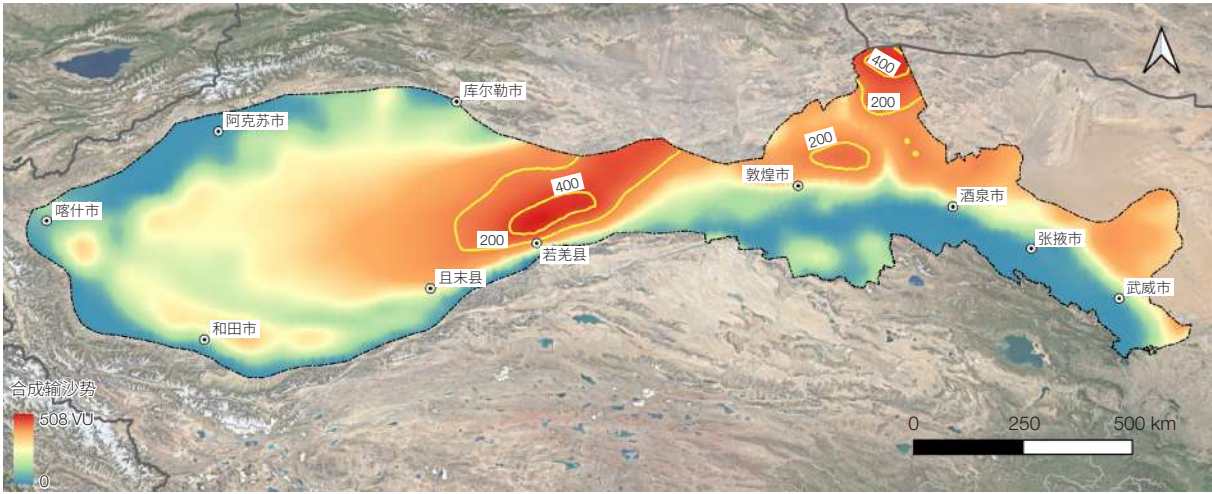 400
200
库尔勒市
阿克苏市
200
敦煌市
400
酒泉市
喀什市
200
若羌县
张掖市
且末县
武威市
和田市
合成输沙势
508 VU
0
0 250 500 km